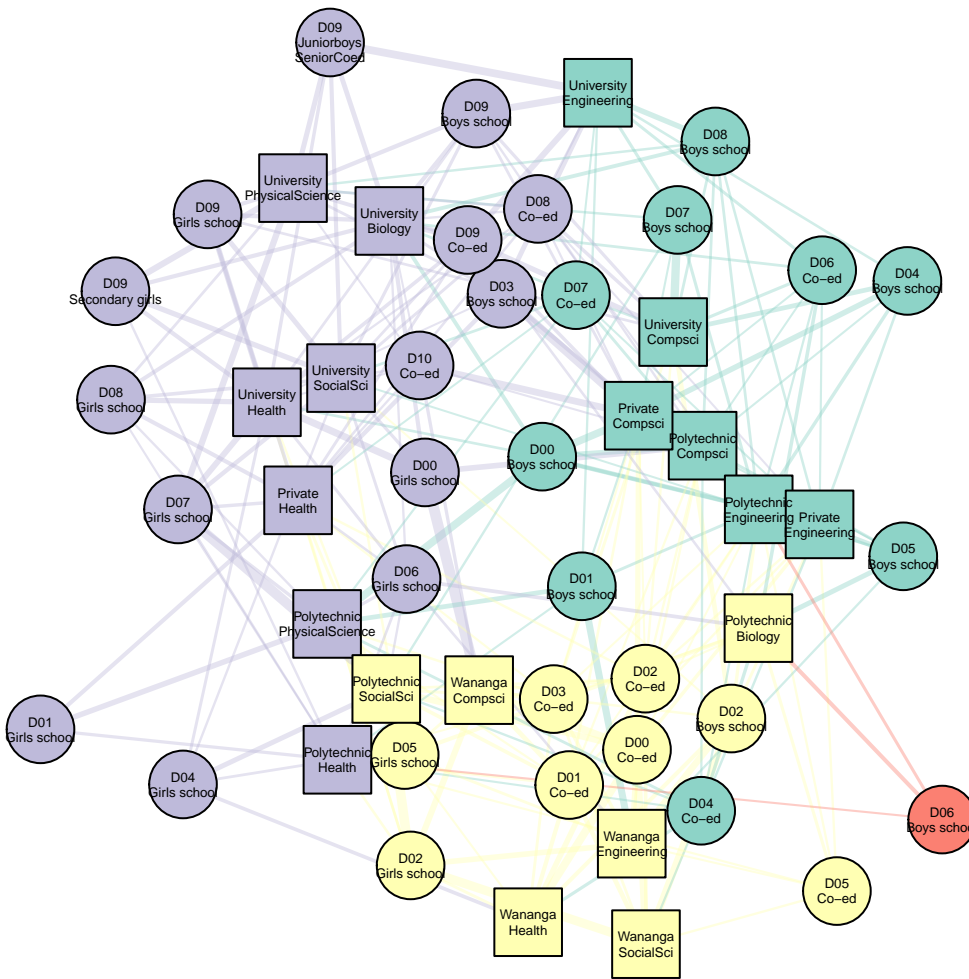 D09
Juniorboys
SeniorCoed
University
Engineering
D09
Boys school
D08
Boys school
University
PhysicalScience
D09
Girls school
University
Biology
D08
Co−ed
D07
Boys school
D09
Co−ed
D06
Co−ed
D04
Boys school
D09
Secondary girls
D03
Boys school
D07
Co−ed
University
Compsci
D10
Co−ed
University
SocialSci
D08
Girls school
University
Health
Private
Compsci
Polytechnic
Compsci
D00
Boys school
D00
Girls school
Private
Health
D07
Girls school
Polytechnic
Engineering
Private
Engineering
D05
Boys school
D06
Girls school
D01
Boys school
Polytechnic
PhysicalScience
Polytechnic
Biology
Polytechnic
SocialSci
Wananga
Compsci
D03
Co−ed
D02
Co−ed
D02
Boys school
D01
Girls school
D00
Co−ed
Polytechnic
Health
D05
Girls school
D04
Girls school
D01
Co−ed
D04
Co−ed
D06
Boys school
Wananga
Engineering
D02
Girls school
D05
Co−ed
Wananga
Health
Wananga
SocialSci